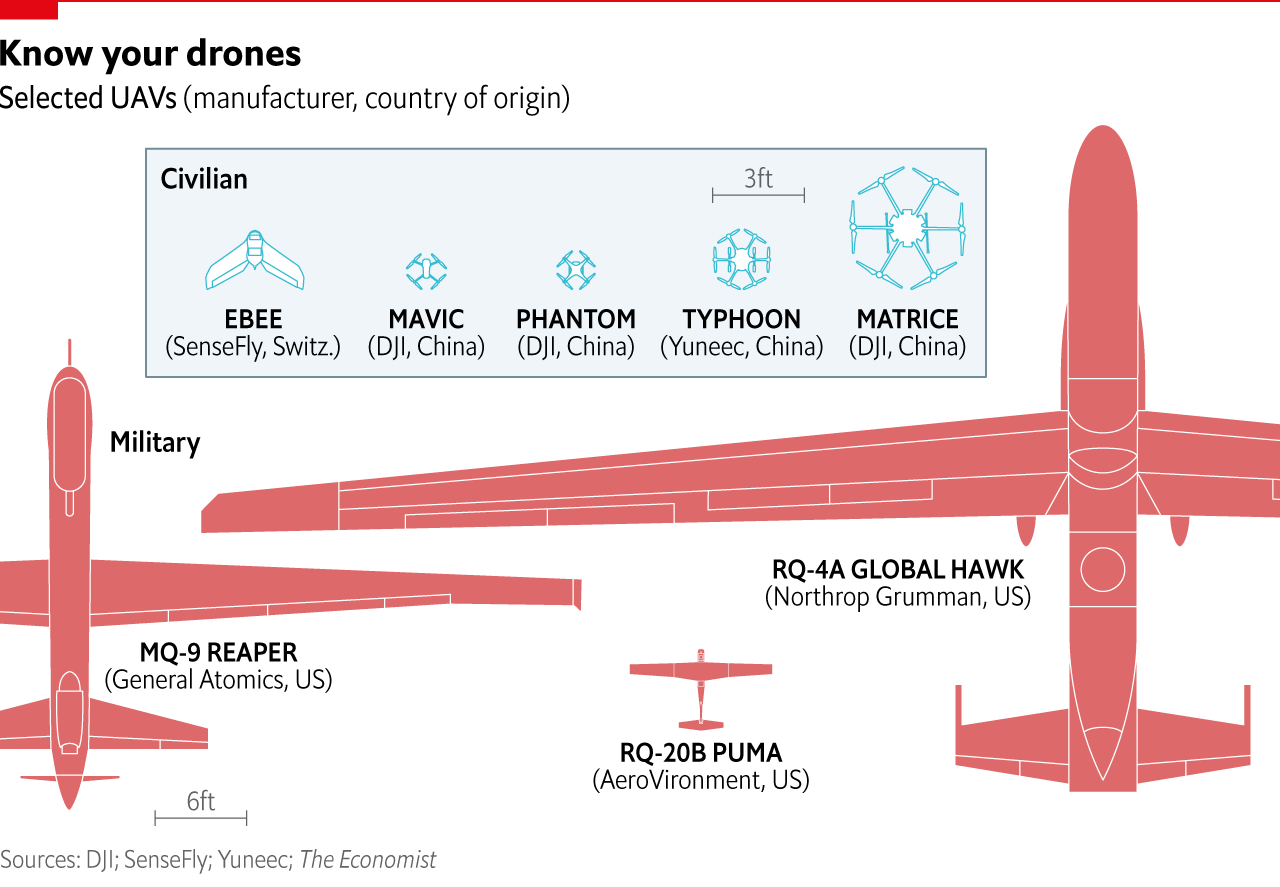 Know your drones
Selected UAVs (manufacturer, country of origin)
Civilian
3ft
EBEE
(SenseFly, Switz.)
MAVIC
(DJI, China)
PHANTOM
(DJI, China)
TYPHOON
(Yuneec, China)
MATRICE
(DJI, China)
Military
RQ-4A GLOBAL HAWK
(Northrop Grumman, US)
MQ-9 REAPER
(General Atomics, US)
RQ-20B PUMA
(AeroVironment, US)
6ft
Sources: DJI; SenseFly; Yuneec; The Economist